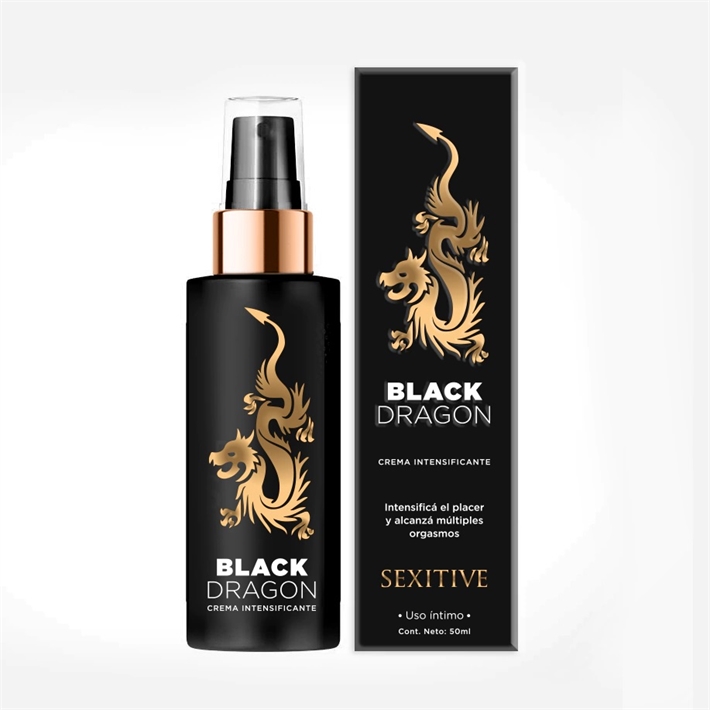 BLACK
DRAGON
CREMA INTENSIFICANTE
BLACK
DRAGON
CREMA INTENSIFICANTE
Intensificá el placer
y alcanzá múltiples
orgasmos
SEXITIVE
• Uso íntimo •
Cont. Neto: 50ml